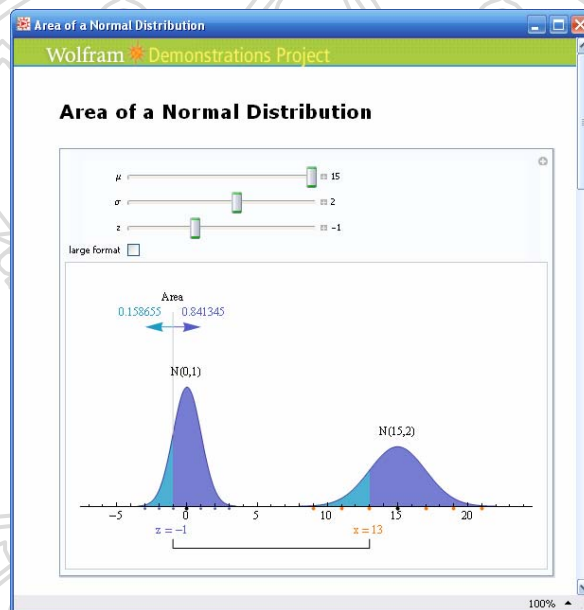 Area of a Normal Distribution
Wolfram Demonstrations Project
Area of a Normal Distribution
μ 15
σ 2
z -1
large format
Area
0.158655 0.841345
N(0,1)
N(15,2)
-5 0 5 10 15 20
z = -1 x = 13
100%